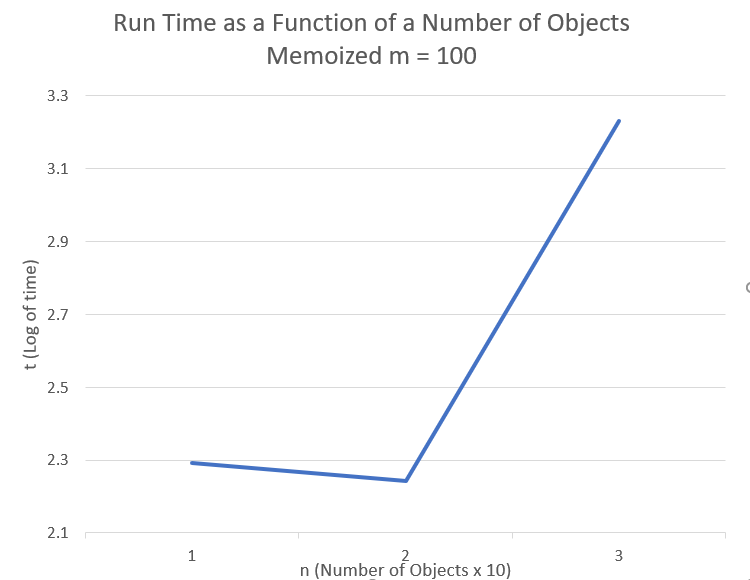 Run Time as a Function of a Number of Objects
Memoized m = 100
3.3
3.1
2.9
2.7
2.5
2.3
2.1
t (Log of time)
1 2 3
n (Number of Objects x 10)